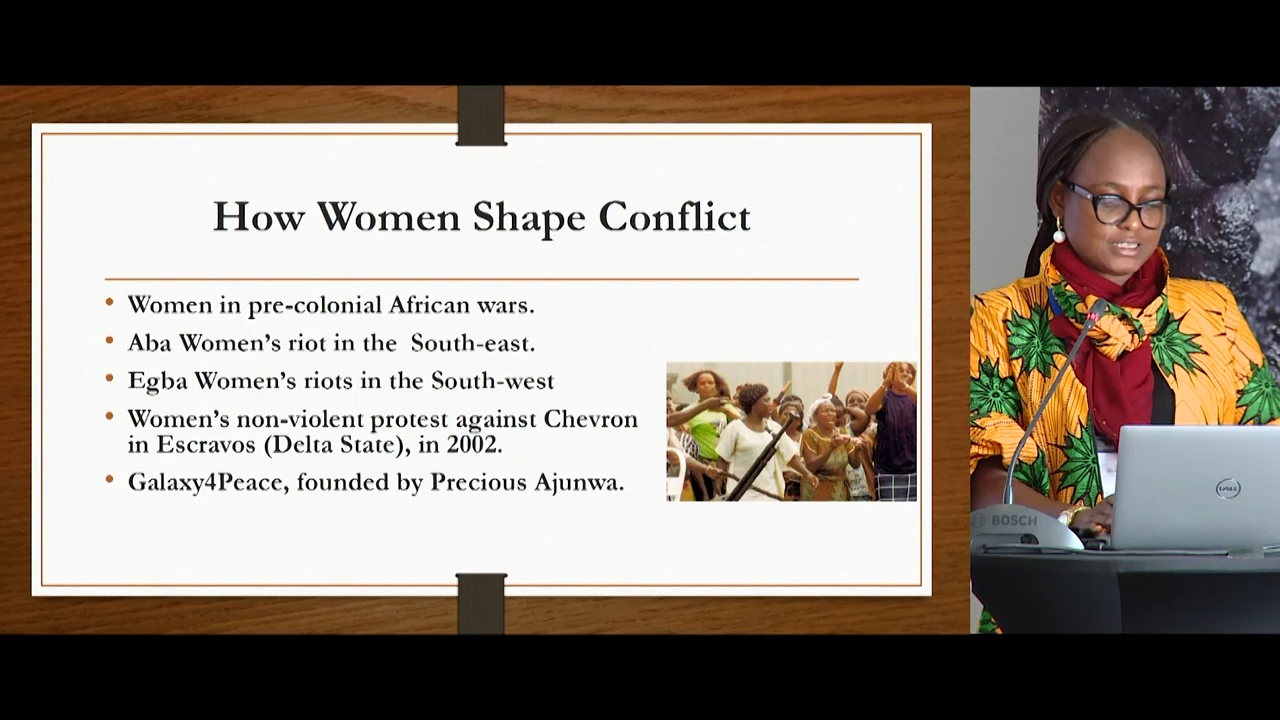 How Women Shape Conflict
• Women in pre-colonial African wars.
• Aba Women’s riot in the  South-east.
• Egba Women’s riots in the South-west
• Women’s non-violent protest against Chevron
in Escravos (Delta State), in 2002.
• Galaxy4Peace, founded by Precious Ajunwa.
BOSCH
DELL